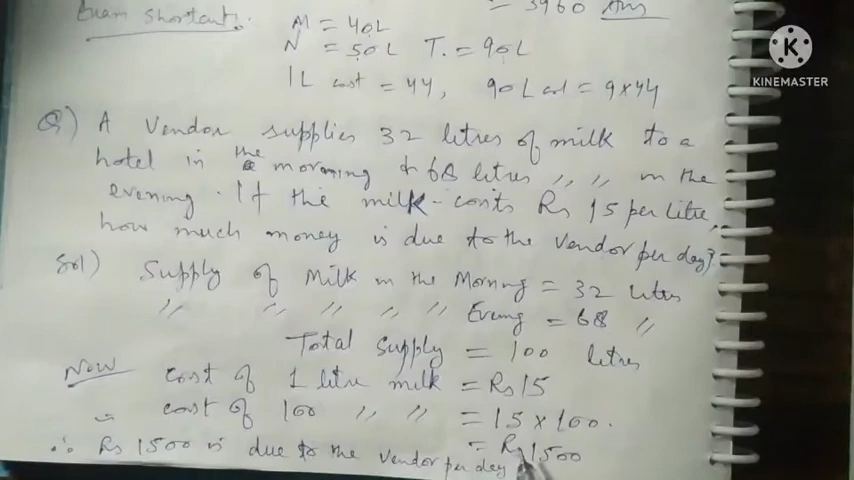 = 3960 Ans
Exam shortcut:
M = 40L
N = 50L T. = 90L
1L cost = 44, 90L cost = 9x44
KINEMASTER
Q) A Vendor supplies 32 litres of milk to a
hotel in the morning & 68 litres ,, ,, in the
evening. If the milk costs Rs 15 per litre,
how much money is due to the vendor per day?
Sol) Supply of Milk in the Morning = 32 litres
,, ,, ,, ,, ,, Evening = 68 ,,
Total Supply = 100 litres
Now cost of 1 litre milk = Rs 15
∴ cost of 100 ,, ,, = 15 x 100.
= Rs 1500
∴ Rs 1500 is due to the vendor per day